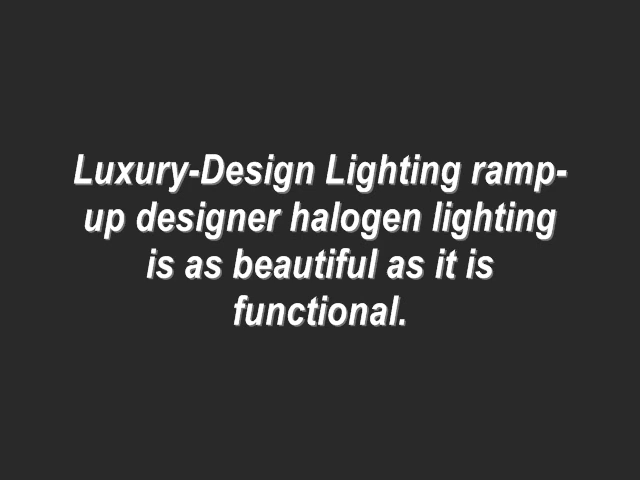 Luxury-Design Lighting ramp-
up designer halogen lighting
is as beautiful as it is
functional.